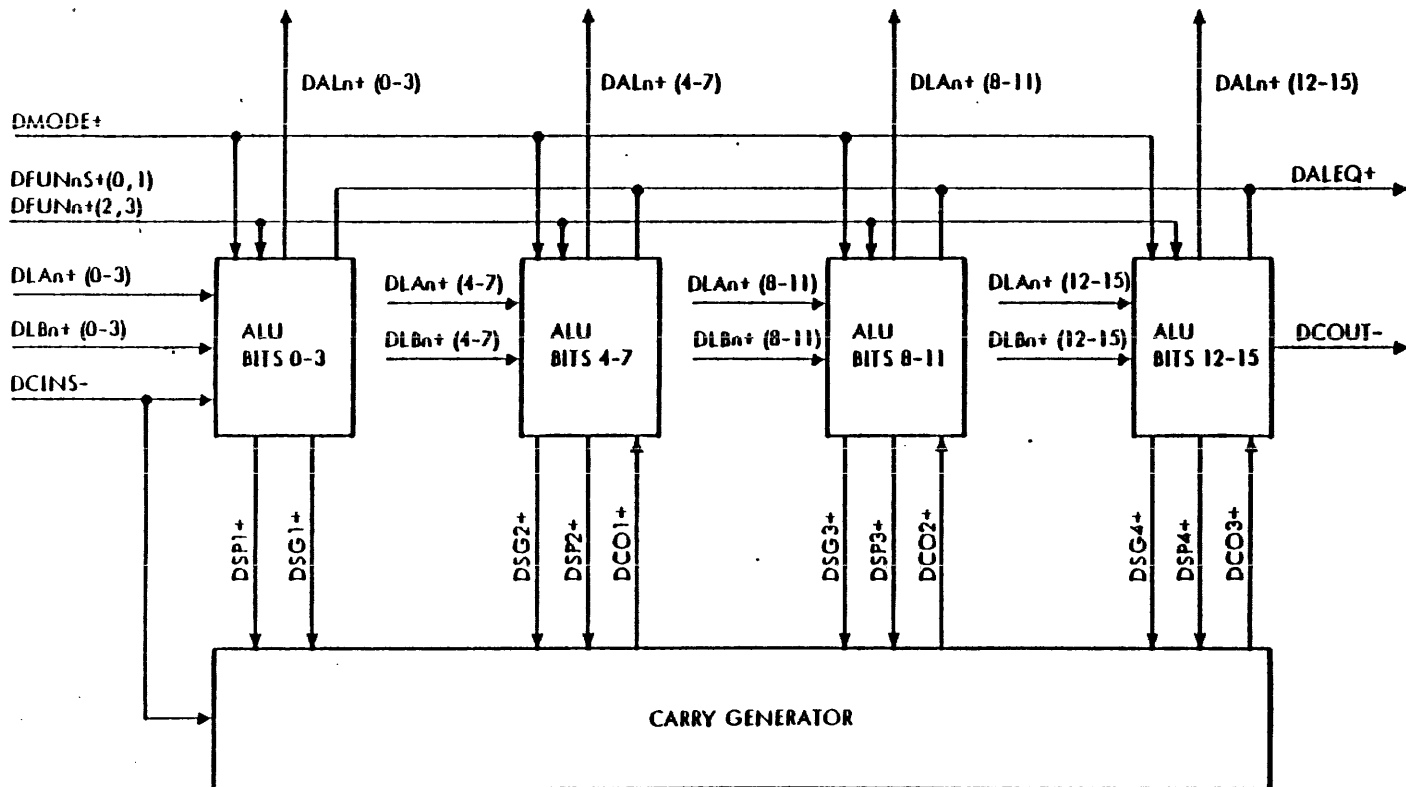 DALn+ (0-3)
DALn+ (4-7)
DLAn+ (8-11)
DALn+ (12-15)
DMODE+
DFUNnS+(0,1)
DFUNn+(2,3)
DALEQ+
DLAn+ (0-3)
DLBn+ (0-3)
DCINS-
ALU
BITS 0-3
DLAn+ (4-7)
DLBn+ (4-7)
ALU
BITS 4-7
DLAn+ (8-11)
DLBn+ (8-11)
ALU
BITS 8-11
DLAn+ (12-15)
DLBn+ (12-15)
ALU
BITS 12-15
DCOUT-
DSP1+
DSG1+
DSG2+
DSP2+
DCO1+
DSG3+
DSP3+
DCO2+
DSG4+
DSP4+
DCO3+
CARRY GENERATOR